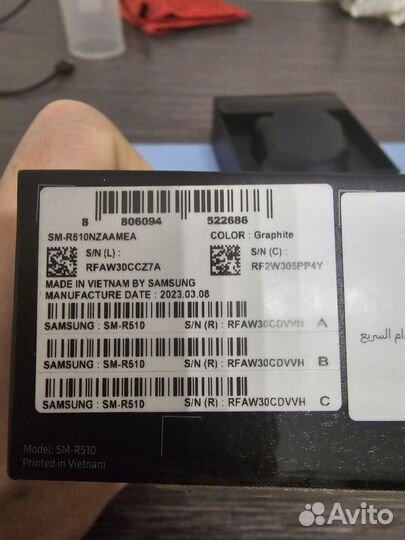 8 806094 522686
SM-R510NZAAMEA COLOR : Graphite
S/N (L) : S/N (C) :
RFAW30CCZ7A RF2W305PP4Y
MADE IN VIETNAM BY SAMSUNG
MANUFACTURE DATE : 2023.03.08
SAMSUNG : SM-R510 S/N (R) : RFAW30CDVVH A
SAMSUNG : SM-R510 S/N (R) : RFAW30CDVVH B
SAMSUNG : SM-R510 S/N (R) : RFAW30CDVVH C
دام السريع
Model: SM-R510
Printed in Vietnam
Avito